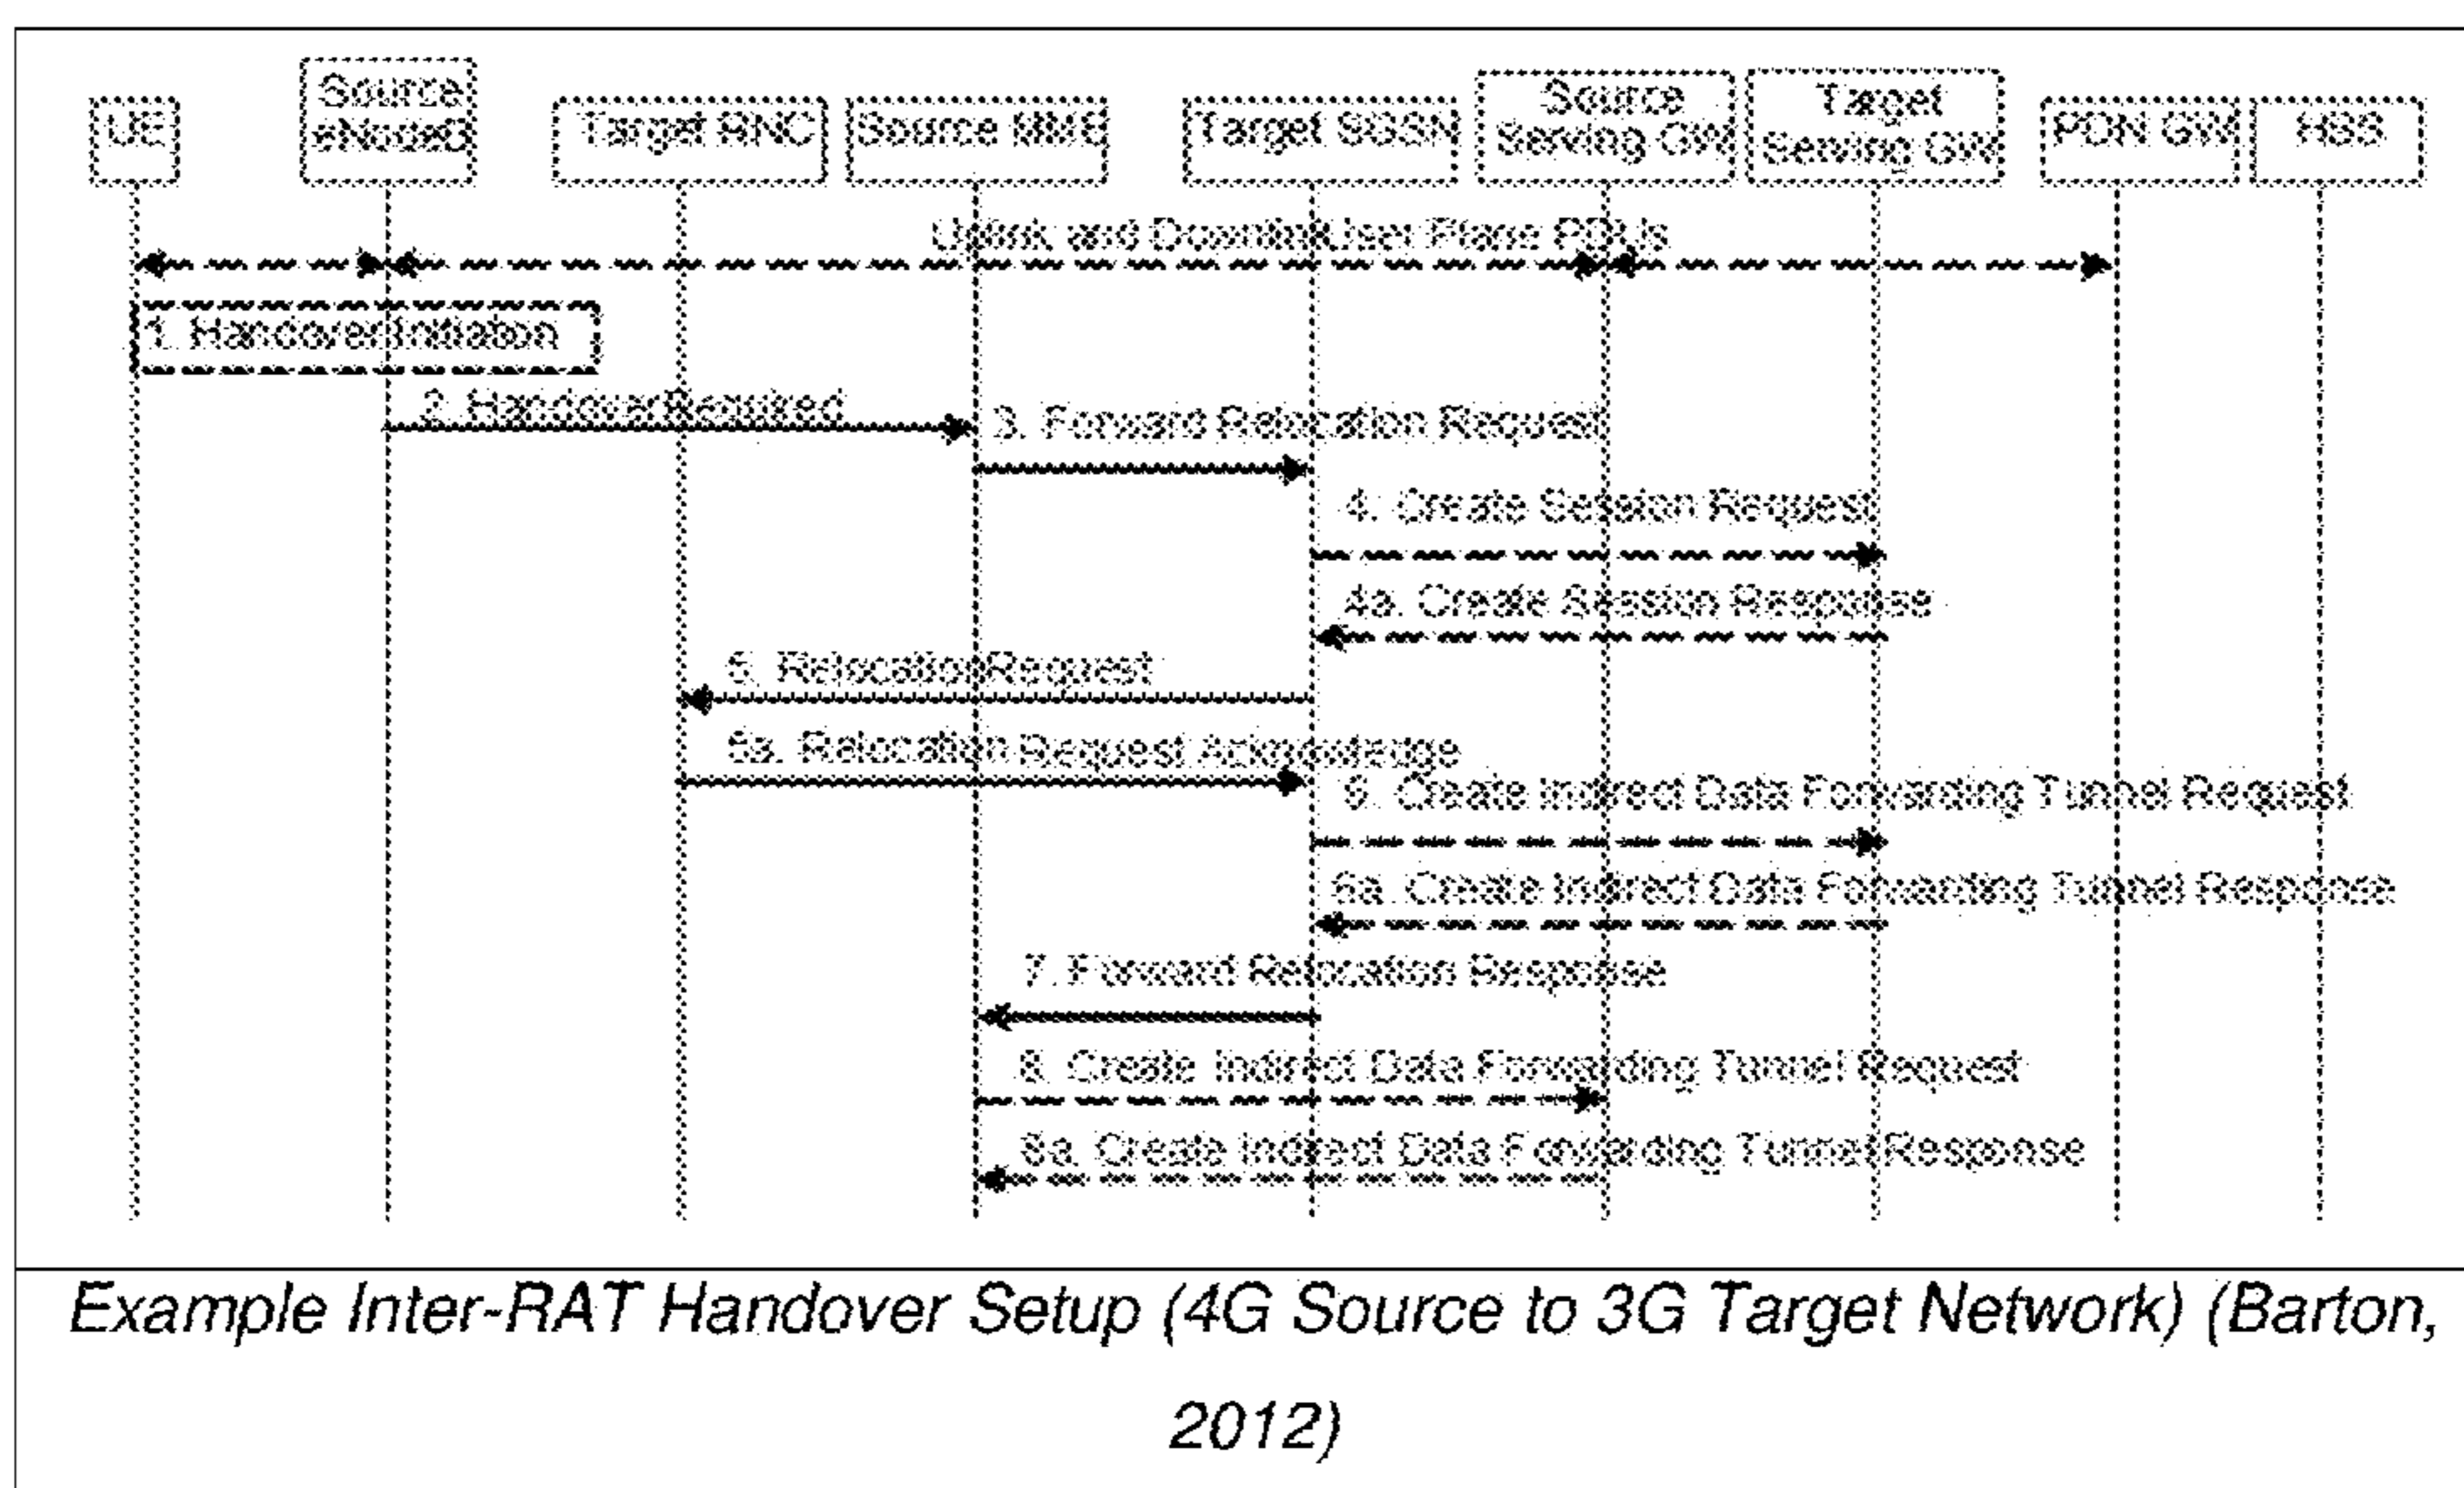 UE
Source
eNodeB
Target RNC
Source MME
Target SGSN
Source
Serving GW
Target
Serving GW
PDN GW
HSS
Uplink and Downlink User Plane PDUs
1. Handover Initiation
2. Handover Required
3. Forward Relocation Request
4. Create Session Request
4a. Create Session Response
5. Relocation Request
5a. Relocation Request Acknowledge
6. Create Indirect Data Forwarding Tunnel Request
6a. Create Indirect Data Forwarding Tunnel Response
7. Forward Relocation Response
8. Create Indirect Data Forwarding Tunnel Request
8a. Create Indirect Data Forwarding Tunnel Response
Example Inter-RAT Handover Setup (4G Source to 3G Target Network) (Barton,
2012)